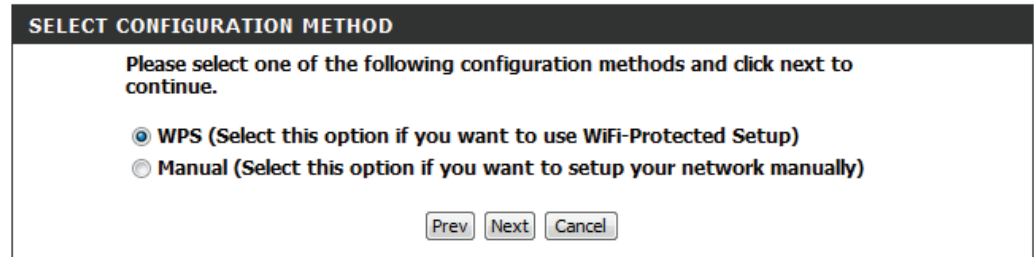 SELECT CONFIGURATION METHOD
Please select one of the following configuration methods and click next to
continue.
WPS (Select this option if you want to use WiFi-Protected Setup)
Manual (Select this option if you want to setup your network manually)
Prev Next Cancel